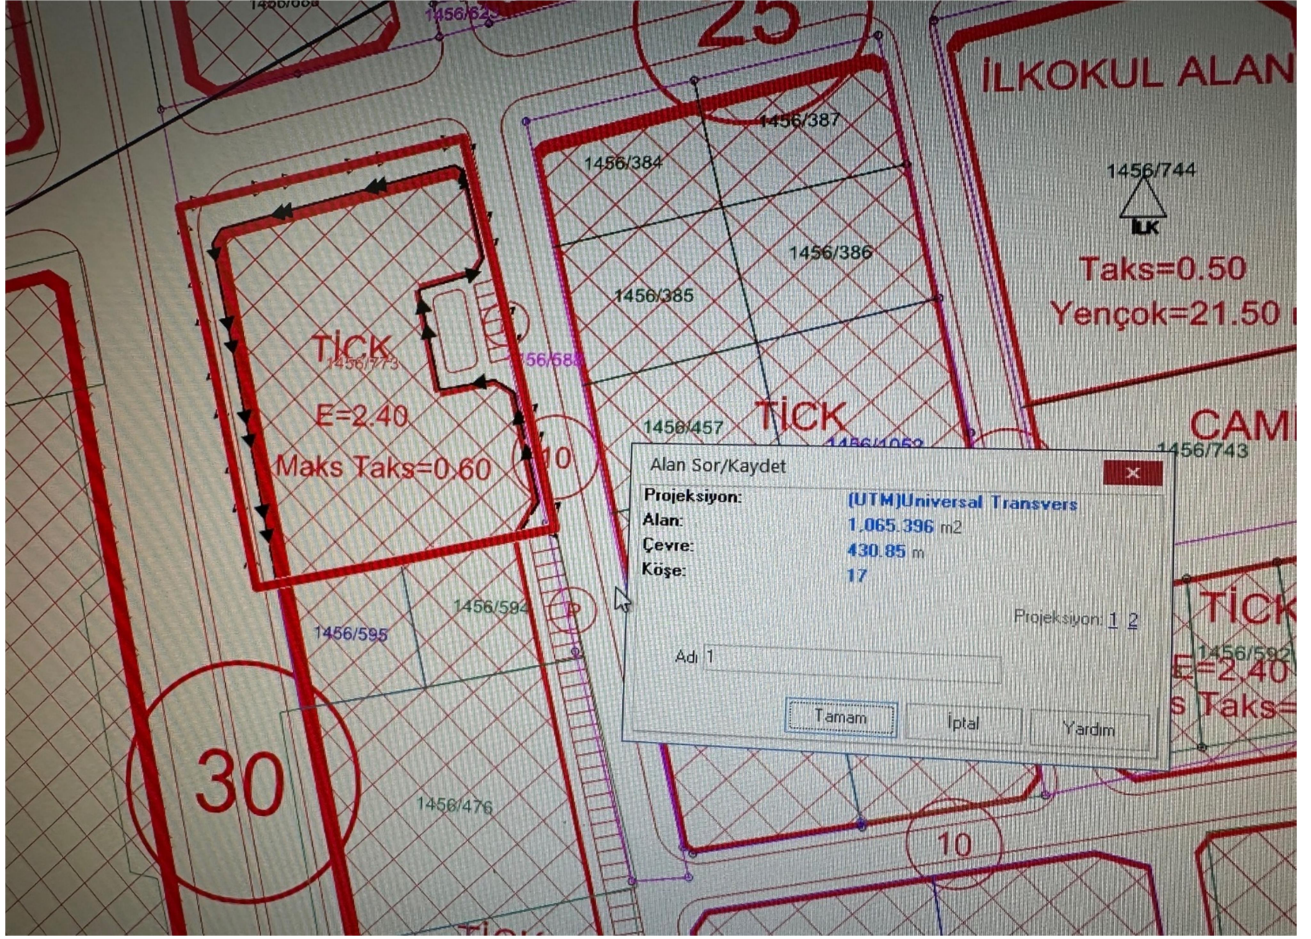 25
İLKOKUL ALAN
1456/387
1456/384
1456/744
İLK
1456/386
Taks=0.50
1456/385
Yençok=21.50
TİCK
1456/773
E=2.40
TİCK
1456/457
CAMİ
1456/743
Maks Taks=0.60
10
Alan Sor/Kaydet
Projeksiyon: (UTM)Universal Transvers
Alan: 1.065.396 m2
Çevre: 430.85 m
Köşe: 17
Projeksiyon: 1 2
Adı 1
Tamam İptal Yardım
1456/594
P
1456/595
TİCK
1456/592
E=2.40
s Taks=
30
1456/476
10
TİCK